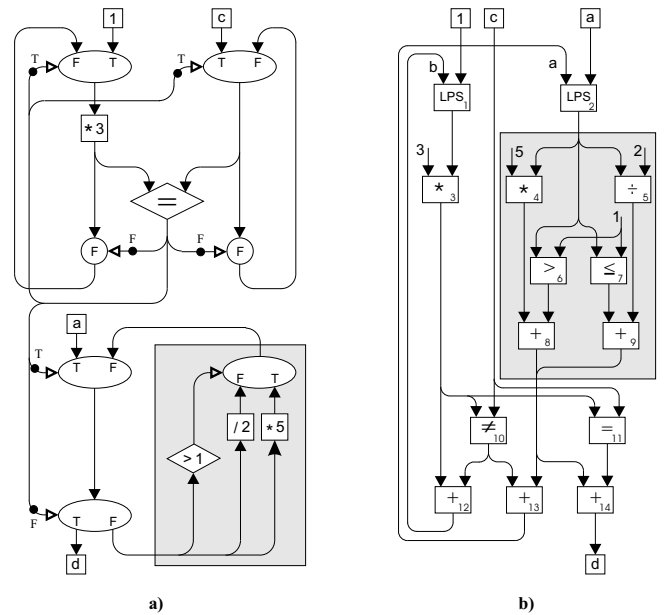 1 c
T F T T T F
*3
=
F F F F
a
T T F
F T
>1 /2 *5
F T F
d
a)
1 c a
b a
LPS1 LPS2
3 5 2
*3 *4 ÷5
1
>6 ≤7
+8 +9
≠10 =11
+12 +13 +14
d
b)